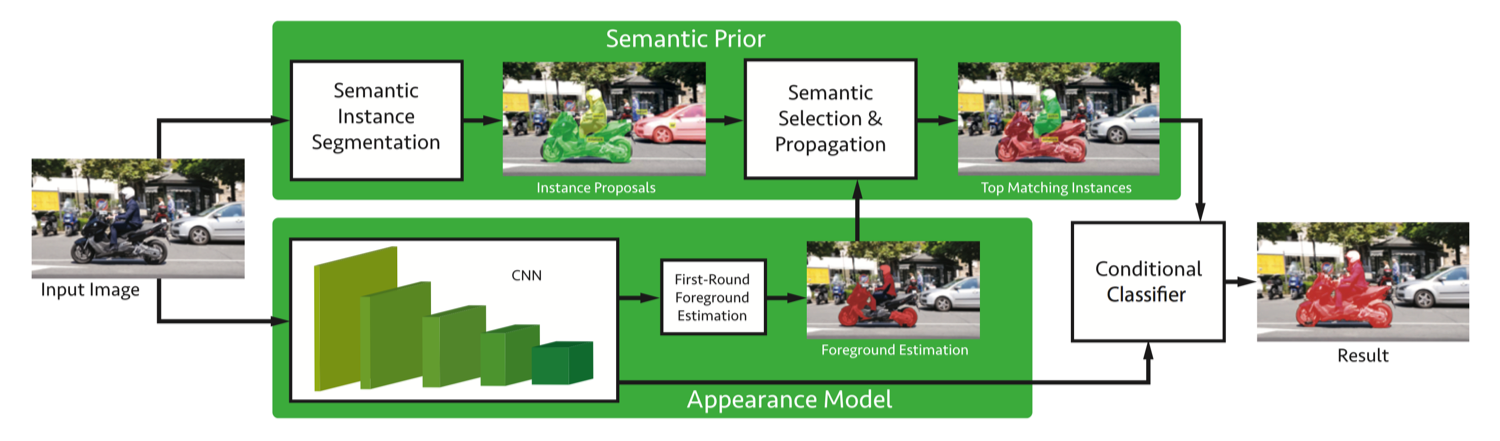 Semantic Prior
Semantic
Instance
Segmentation
Instance Proposals
Semantic
Selection &
Propagation
Top Matching Instances
Input Image
CNN
First-Round
Foreground
Estimation
Foreground Estimation
Appearance Model
Conditional
Classifier
Result